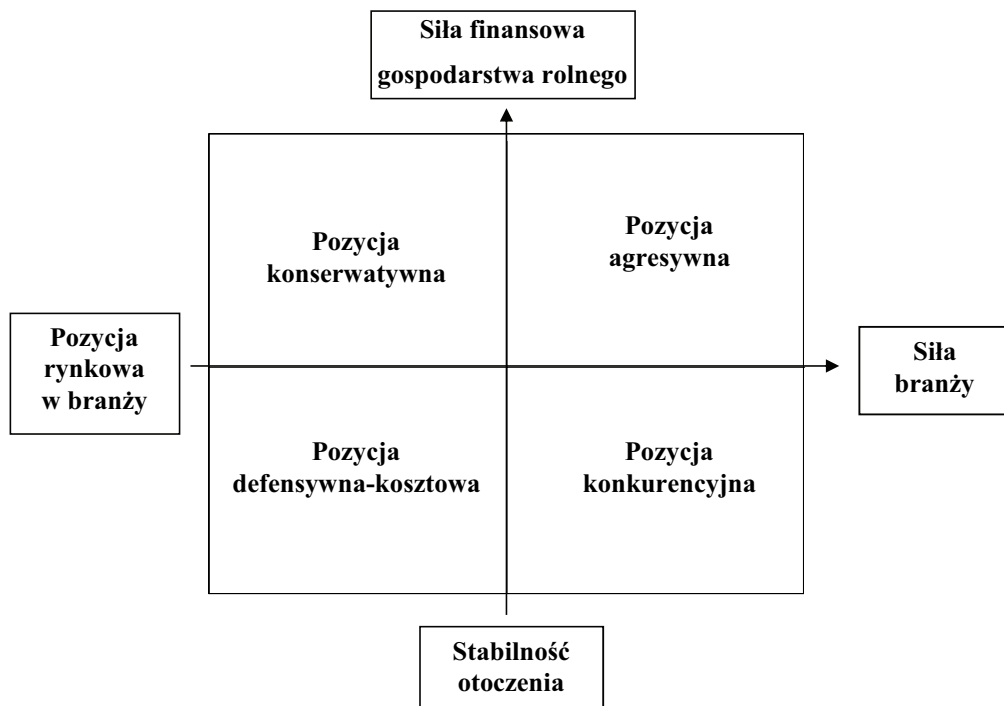 Siła finansowa
gospodarstwa rolnego
Pozycja
konserwatywna
Pozycja
agresywna
Pozycja
rynkowa
w branży
Siła
branży
Pozycja
defensywna-kosztowa
Pozycja
konkurencyjna
Stabilność
otoczenia